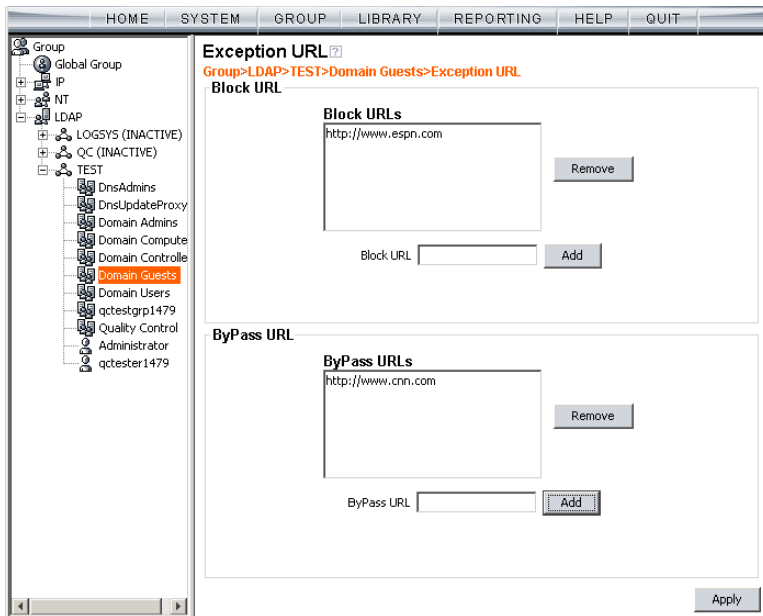 HOME SYSTEM GROUP LIBRARY REPORTING HELP QUIT
Group
Global Group
IP
NT
LDAP
LOGSYS (INACTIVE)
QC (INACTIVE)
TEST
DnsAdmins
DnsUpdateProxy
Domain Admins
Domain Compute
Domain Controlle
Domain Guests
Domain Users
qctestgrp1479
Quality Control
Administrator
qctester1479
Exception URL ?
Group>LDAP>TEST>Domain Guests>Exception URL
Block URL
Block URLs
http://www.espn.com
Remove
Block URL
Add
ByPass URL
ByPass URLs
http://www.cnn.com
Remove
ByPass URL
Add
Apply